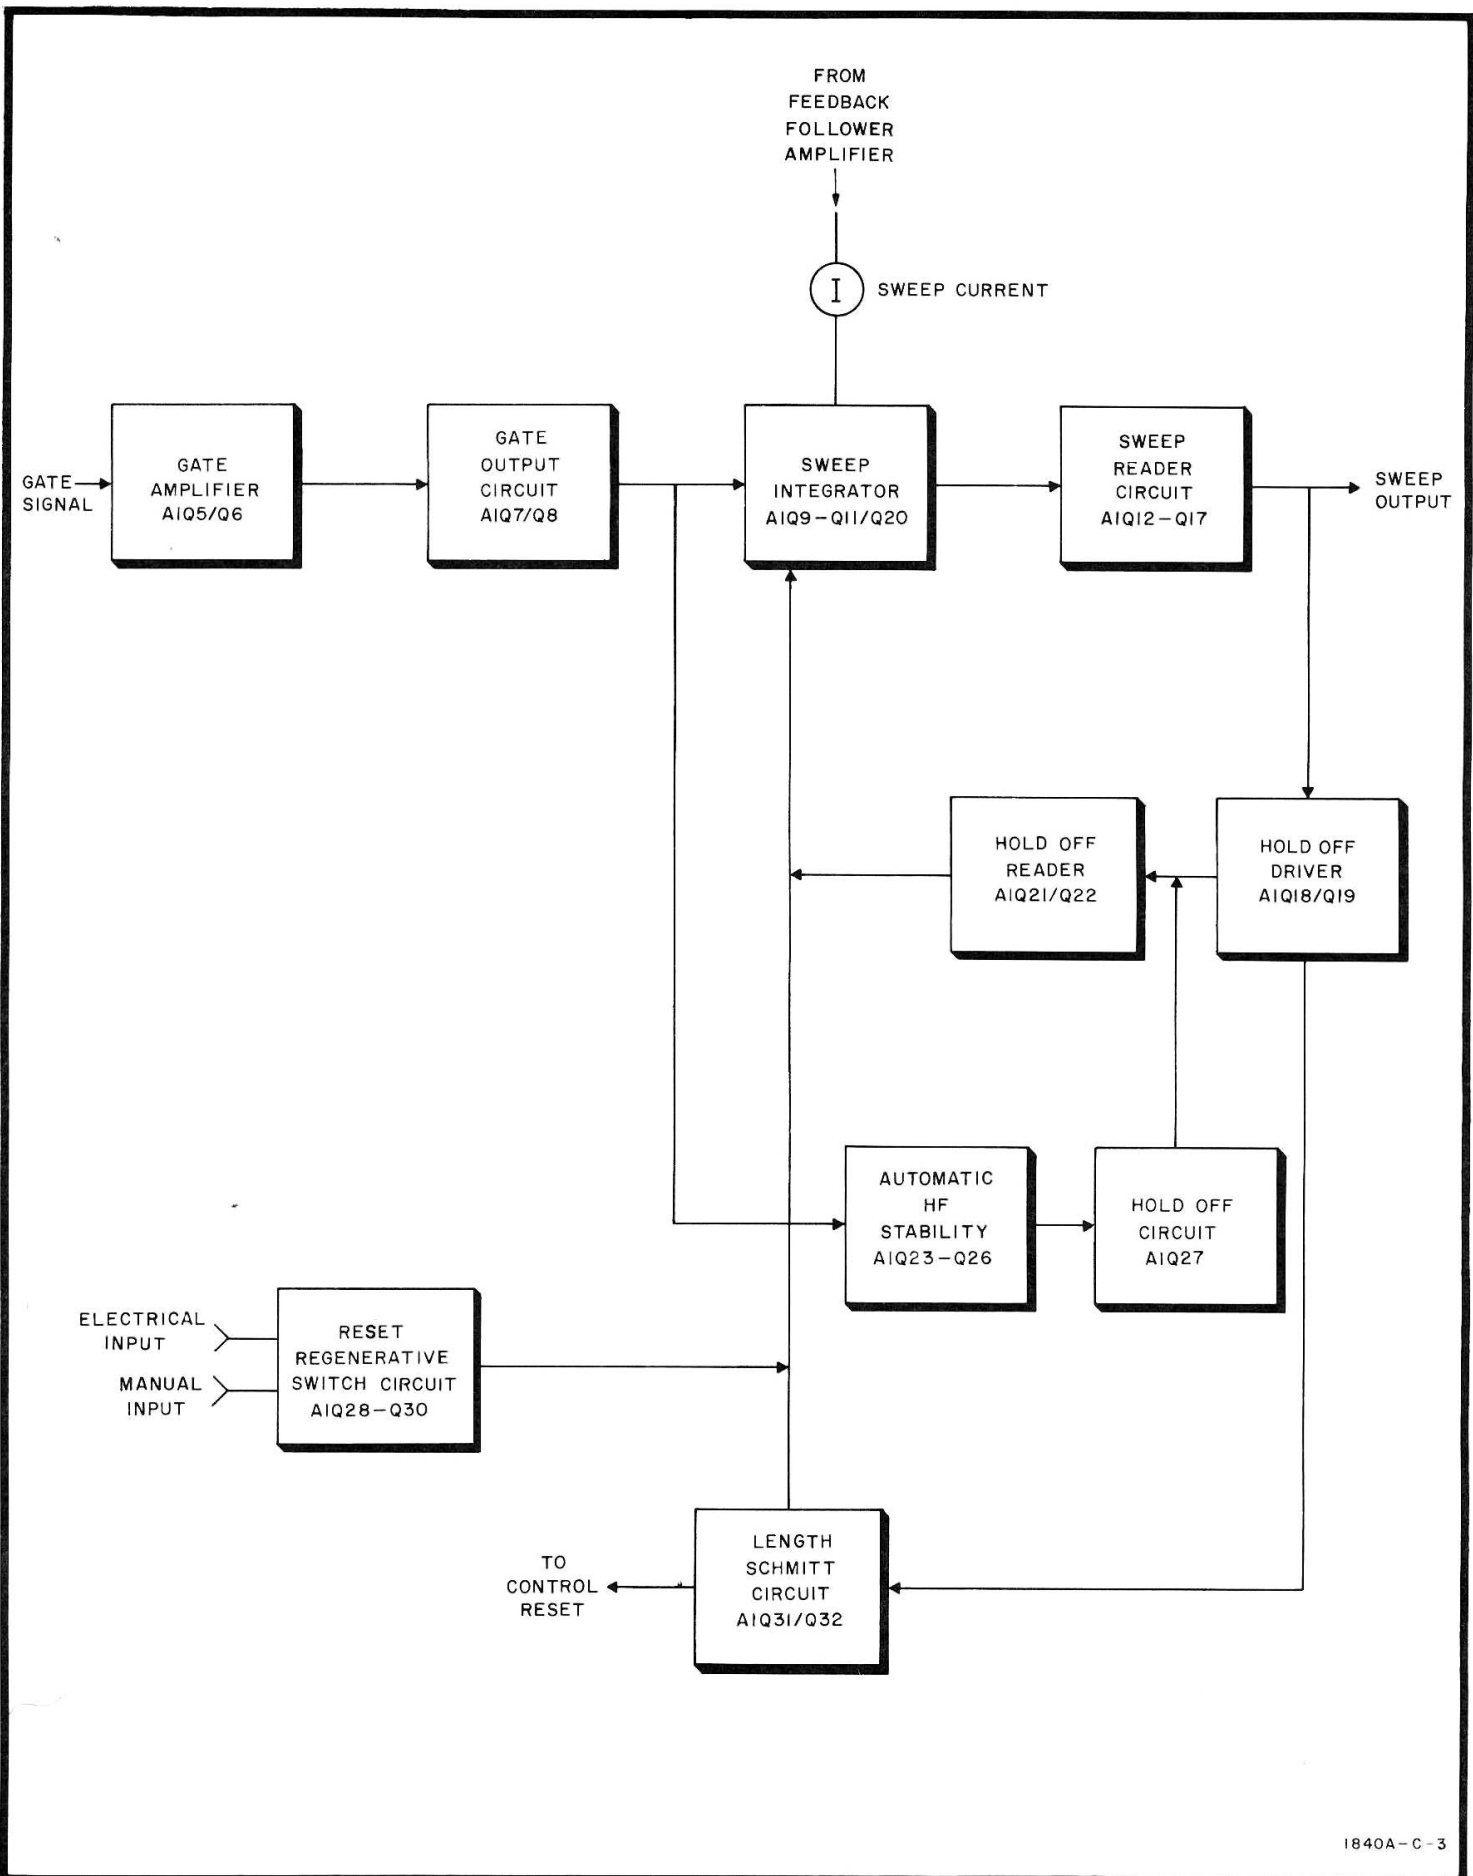 FROM
FEEDBACK
FOLLOWER
AMPLIFIER
I
SWEEP CURRENT
GATE
SIGNAL
GATE
AMPLIFIER
A1Q5/Q6
GATE
OUTPUT
CIRCUIT
A1Q7/Q8
SWEEP
INTEGRATOR
A1Q9-Q11/Q20
SWEEP
READER
CIRCUIT
A1Q12-Q17
SWEEP
OUTPUT
HOLD OFF
READER
A1Q21/Q22
HOLD OFF
DRIVER
A1Q18/Q19
AUTOMATIC
HF
STABILITY
A1Q23-Q26
HOLD OFF
CIRCUIT
A1Q27
ELECTRICAL
INPUT
MANUAL
INPUT
RESET
REGENERATIVE
SWITCH CIRCUIT
A1Q28-Q30
TO
CONTROL
RESET
LENGTH
SCHMITT
CIRCUIT
A1Q31/Q32
1840A-C-3